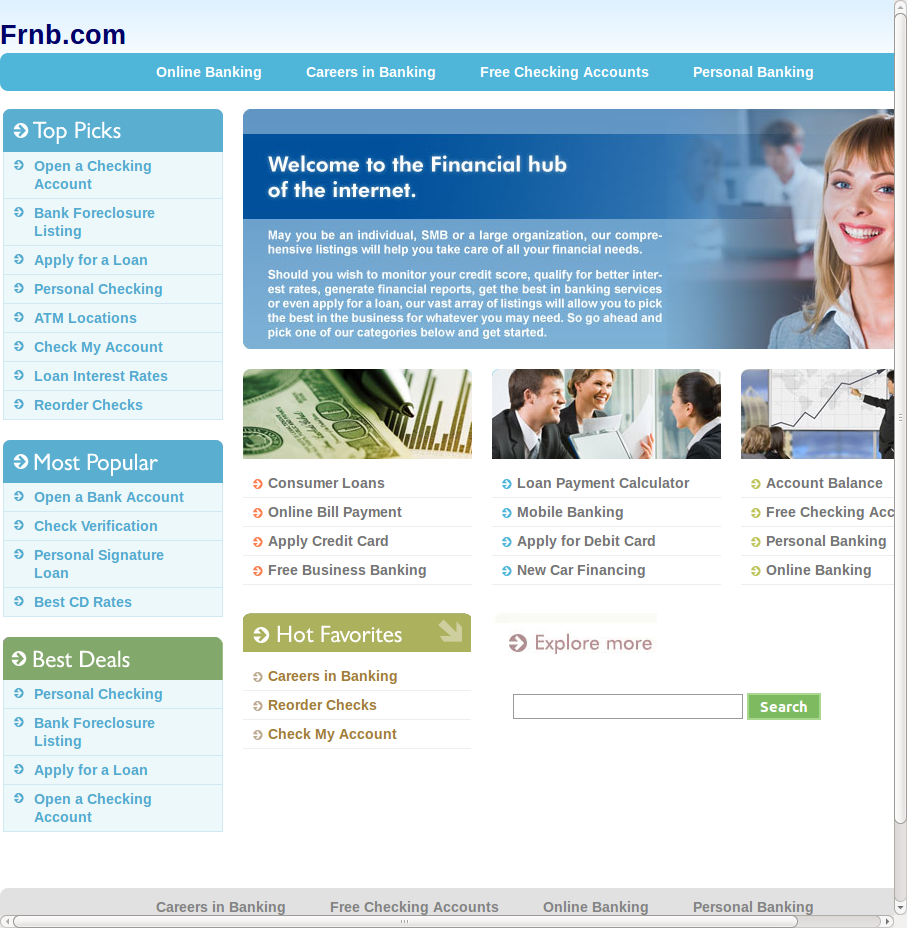 Frnb.com
Online Banking
Careers in Banking
Free Checking Accounts
Personal Banking
Top Picks
Open a Checking
Account
Bank Foreclosure
Listing
Apply for a Loan
Personal Checking
ATM Locations
Check My Account
Loan Interest Rates
Reorder Checks
Most Popular
Open a Bank Account
Check Verification
Personal Signature
Loan
Best CD Rates
Best Deals
Personal Checking
Bank Foreclosure
Listing
Apply for a Loan
Open a Checking
Account
Welcome to the Financial hub
of the internet.
May you be an individual, SMB or a large organization, our compre-
hensive listings will help you take care of all your financial needs.
Should you wish to monitor your credit score, qualify for better inter-
est rates, generate financial reports, get the best in banking services
or even apply for a loan, our vast array of listings will allow you to pick
the best in the business for whatever you may need. So go ahead and
pick one of our categories below and get started.
Consumer Loans
Online Bill Payment
Apply Credit Card
Free Business Banking
Loan Payment Calculator
Mobile Banking
Apply for Debit Card
New Car Financing
Account Balance
Free Checking Acc
Personal Banking
Online Banking
Hot Favorites
Careers in Banking
Reorder Checks
Check My Account
Explore more
Search
Careers in Banking
Free Checking Accounts
Online Banking
Personal Banking